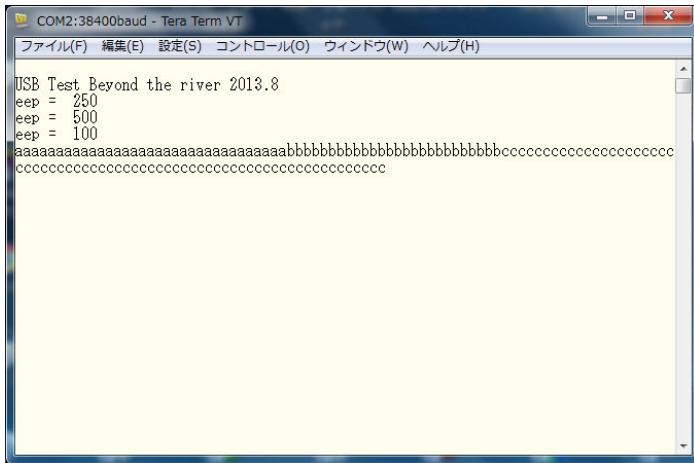 COM2:38400baud - Tera Term VT
ファイル(F) 編集(E) 設定(S) コントロール(O) ウィンドウ(W) ヘルプ(H)
USB Test Beyond the river 2013.8
eep =  250
eep =  500
eep =  100
aaaaaaaaaaaaaaaaaaaaaaaaaaaaaaaaabbbbbbbbbbbbbbbbbbbbbbbbbbccccccccccccccccccccc
ccccccccccccccccccccccccccccccccccccccccccccc